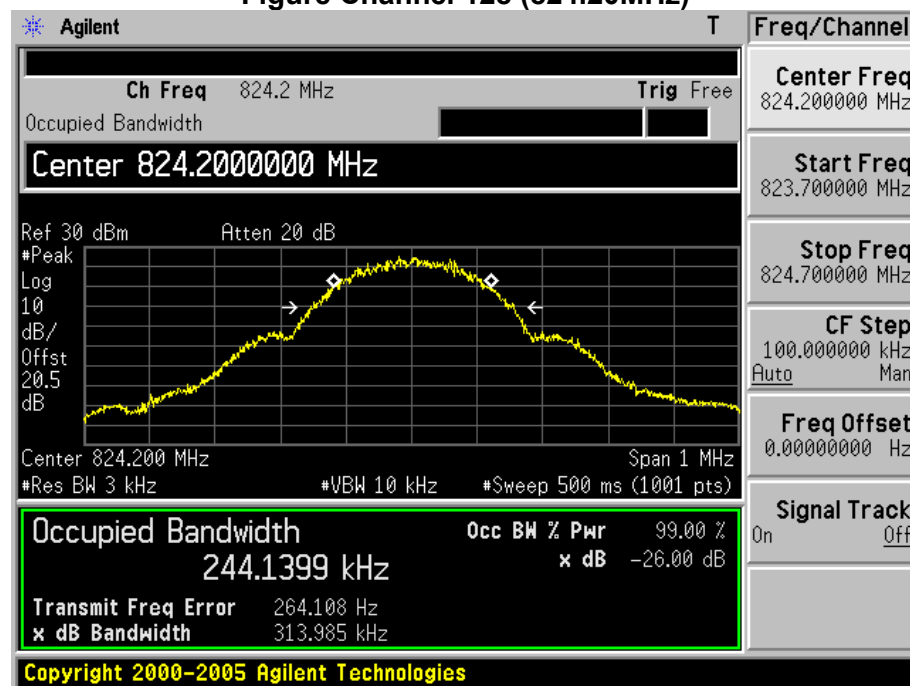 Figure Channel 128 (824.20MHz)
Agilent T Freq/Channel
Ch Freq 824.2 MHz Trig Free
Occupied Bandwidth
Center 824.2000000 MHz
Ref 30 dBm Atten 20 dB
#Peak
Log
10
dB/
Offst
20.5
dB
Center 824.200 MHz Span 1 MHz
#Res BW 3 kHz #VBW 10 kHz #Sweep 500 ms (1001 pts)
Occupied Bandwidth Occ BW % Pwr 99.00 %
244.1399 kHz x dB -26.00 dB
Transmit Freq Error 264.108 Hz
x dB Bandwidth 313.985 kHz
Copyright 2000-2005 Agilent Technologies
Center Freq
824.200000 MHz
Start Freq
823.700000 MHz
Stop Freq
824.700000 MHz
CF Step
100.000000 kHz
Auto Man
Freq Offset
0.00000000 Hz
Signal Track
On Off